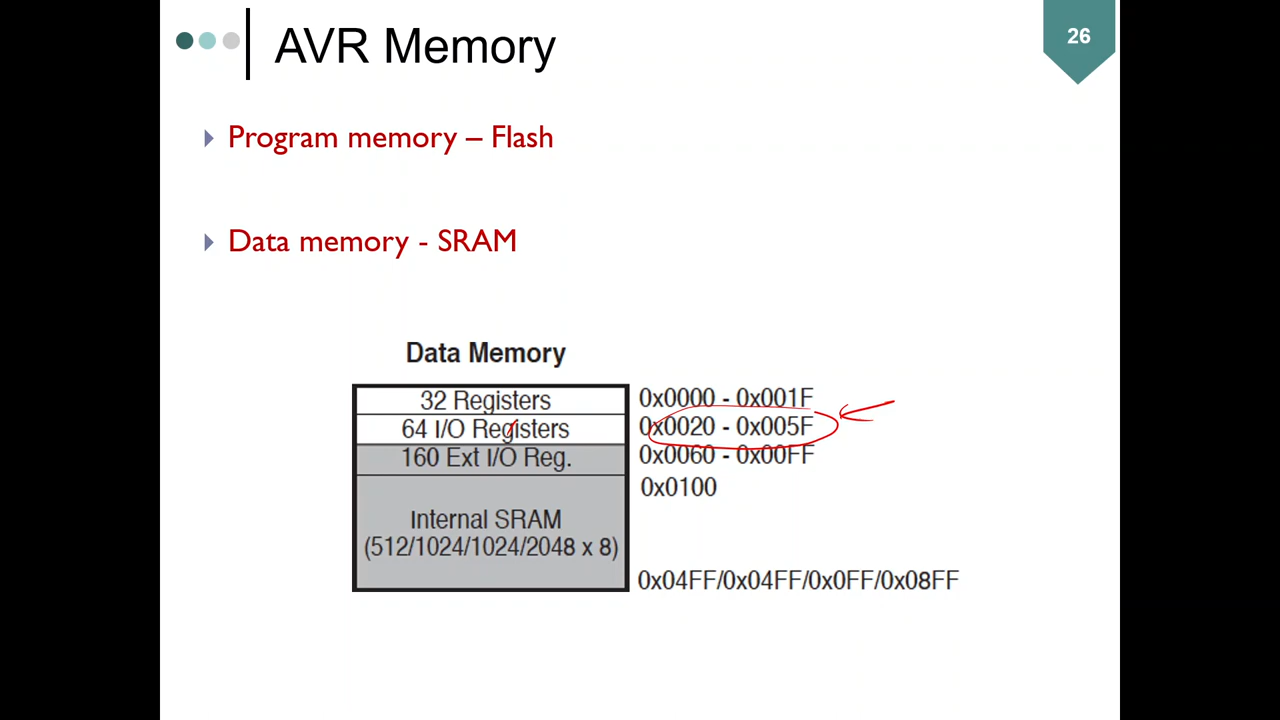 26
AVR Memory
Program memory – Flash
Data memory - SRAM
Data Memory
32 Registers 0x0000 - 0x001F
64 I/O Registers 0x0020 - 0x005F
160 Ext I/O Reg. 0x0060 - 0x00FF
0x0100
Internal SRAM
(512/1024/1024/2048 x 8)
0x04FF/0x04FF/0x0FF/0x08FF